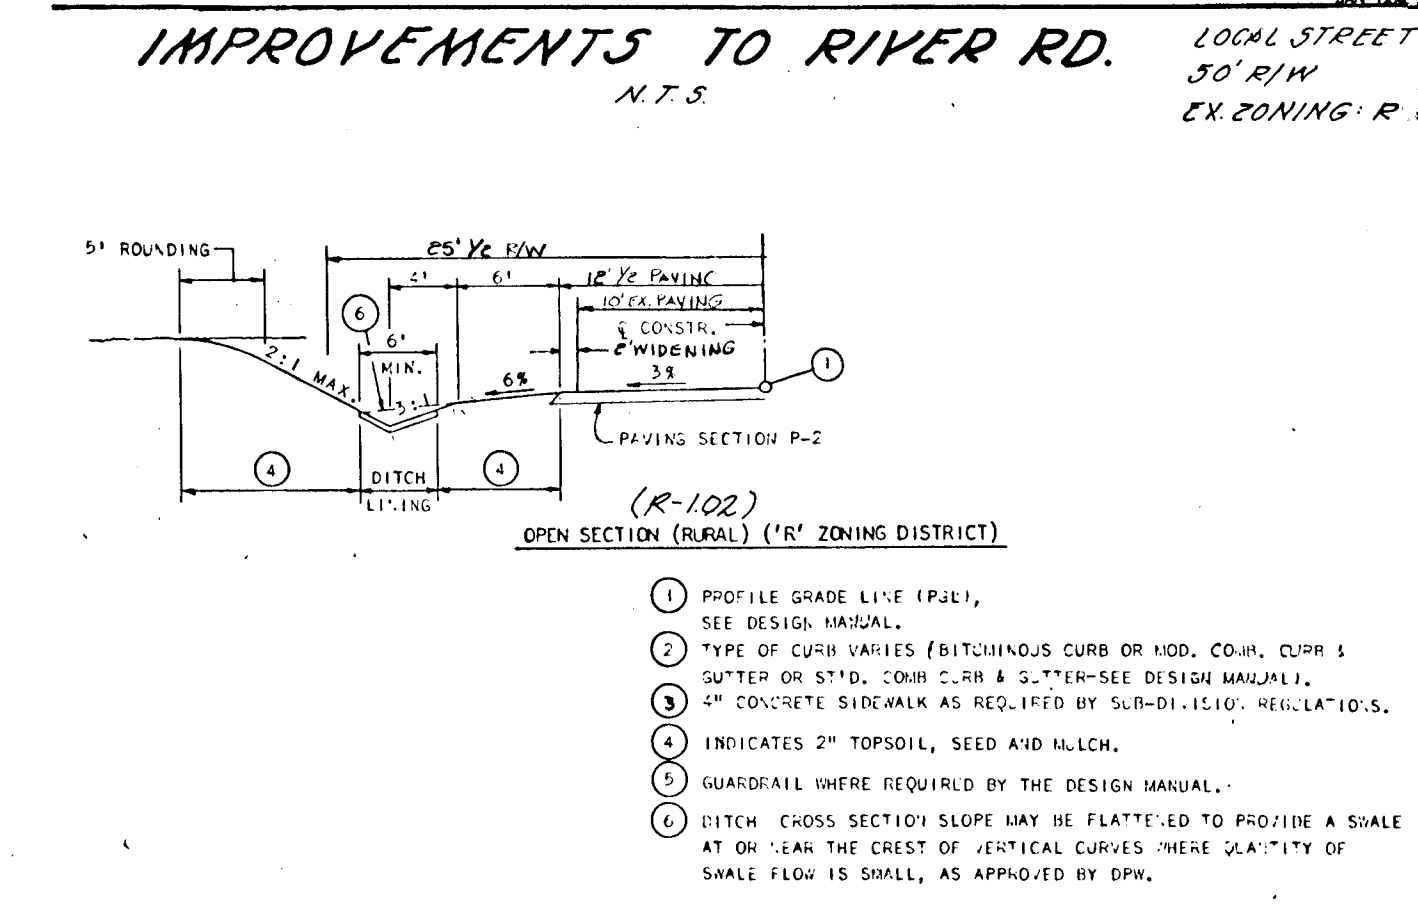 IMPROVEMENTS TO RIVER RD.
N.T.S.
LOCAL STREET
50' R/W
EX. ZONING: R
5' ROUNDING
25' 1/2 R/W
4'
6'
12' 1/2 PAVING
10' EX. PAVING
℄ CONSTR.
2' WIDENING
6
6'
MIN.
2:1 MAX.
3:1
6%
3%
1
PAVING SECTION P-2
4
DITCH
LINING
4
(R-1.02)
OPEN SECTION (RURAL) ('R' ZONING DISTRICT)
1 PROFILE GRADE LINE (PGL),
SEE DESIGN MANUAL.
2 TYPE OF CURB VARIES (BITUMINOUS CURB OR MOD. COMB. CURB &
GUTTER OR ST'D. COMB CURB & GUTTER-SEE DESIGN MANUAL).
3 4" CONCRETE SIDEWALK AS REQUIRED BY SUB-DIVISION REGULATIONS.
4 INDICATES 2" TOPSOIL, SEED AND MULCH.
5 GUARDRAIL WHERE REQUIRED BY THE DESIGN MANUAL.
6 DITCH CROSS SECTION SLOPE MAY BE FLATTENED TO PROVIDE A SWALE
AT OR NEAR THE CREST OF VERTICAL CURVES WHERE QUANTITY OF
SWALE FLOW IS SMALL, AS APPROVED BY DPW.